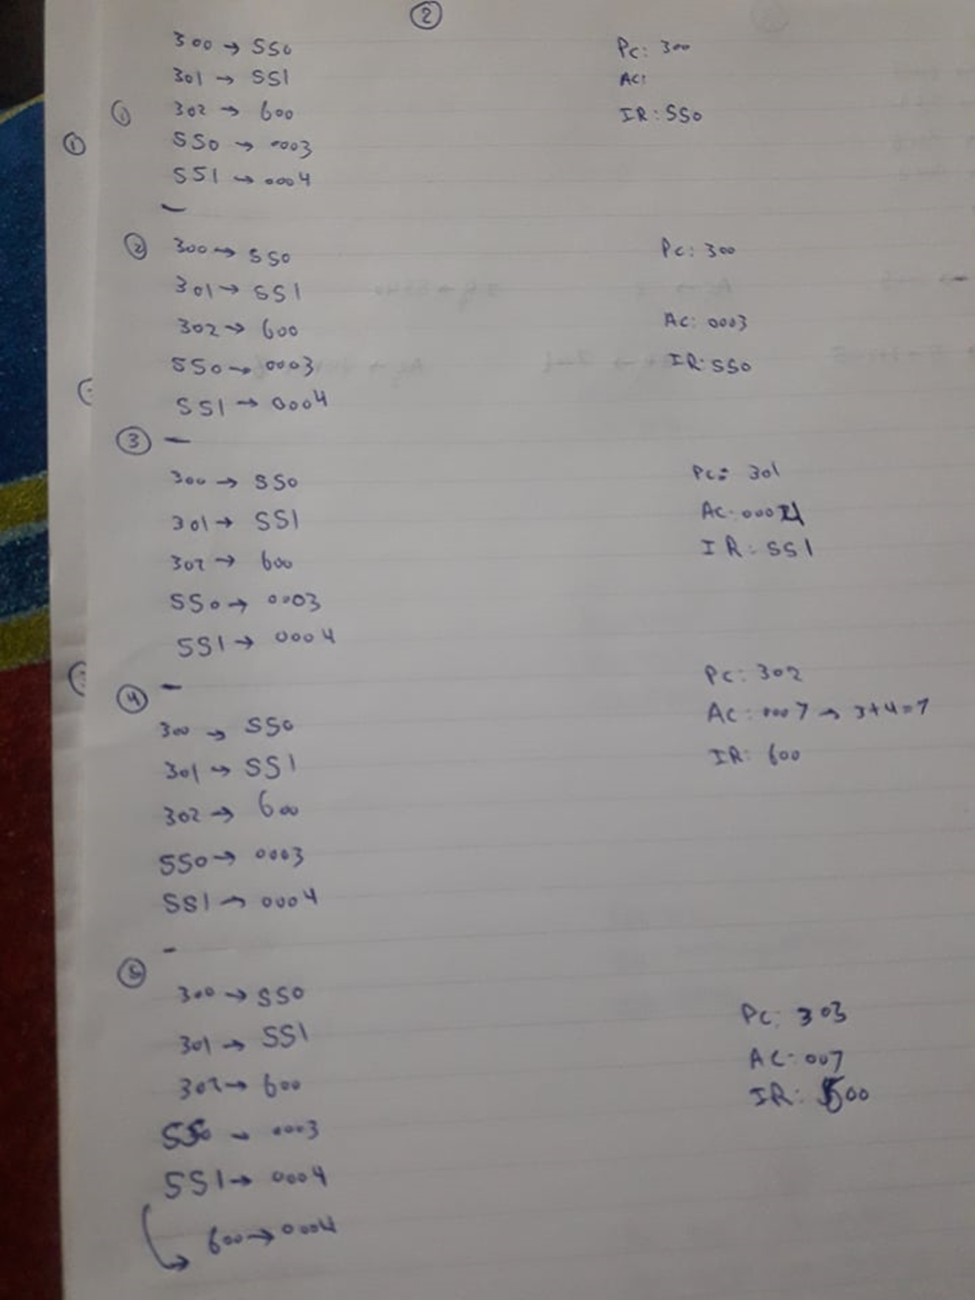 ②
300 → 550
Pc: 300
301 → 551
AC:
① 302 → 600
IR: 550
① 550 → 0003
551 → 0004
② 300 → 550
Pc: 300
301 → 551
302 → 600
AC: 0003
550 → 0003
IR: 550
551 → 0004
③ —
300 → 550
Pc: 301
301 → 551
AC: 0004
302 → 600
IR: 551
550 → 0003
551 → 0004
Pc: 302
④ —
300 → 550
AC: 0007 → 3+4=7
301 → 551
IR: 600
302 → 600
550 → 0003
551 → 0004
⑤ —
300 → 550
Pc: 303
301 → 551
AC: 007
302 → 600
IR: 600
550 → 0003
551 → 0004
600 → 0004